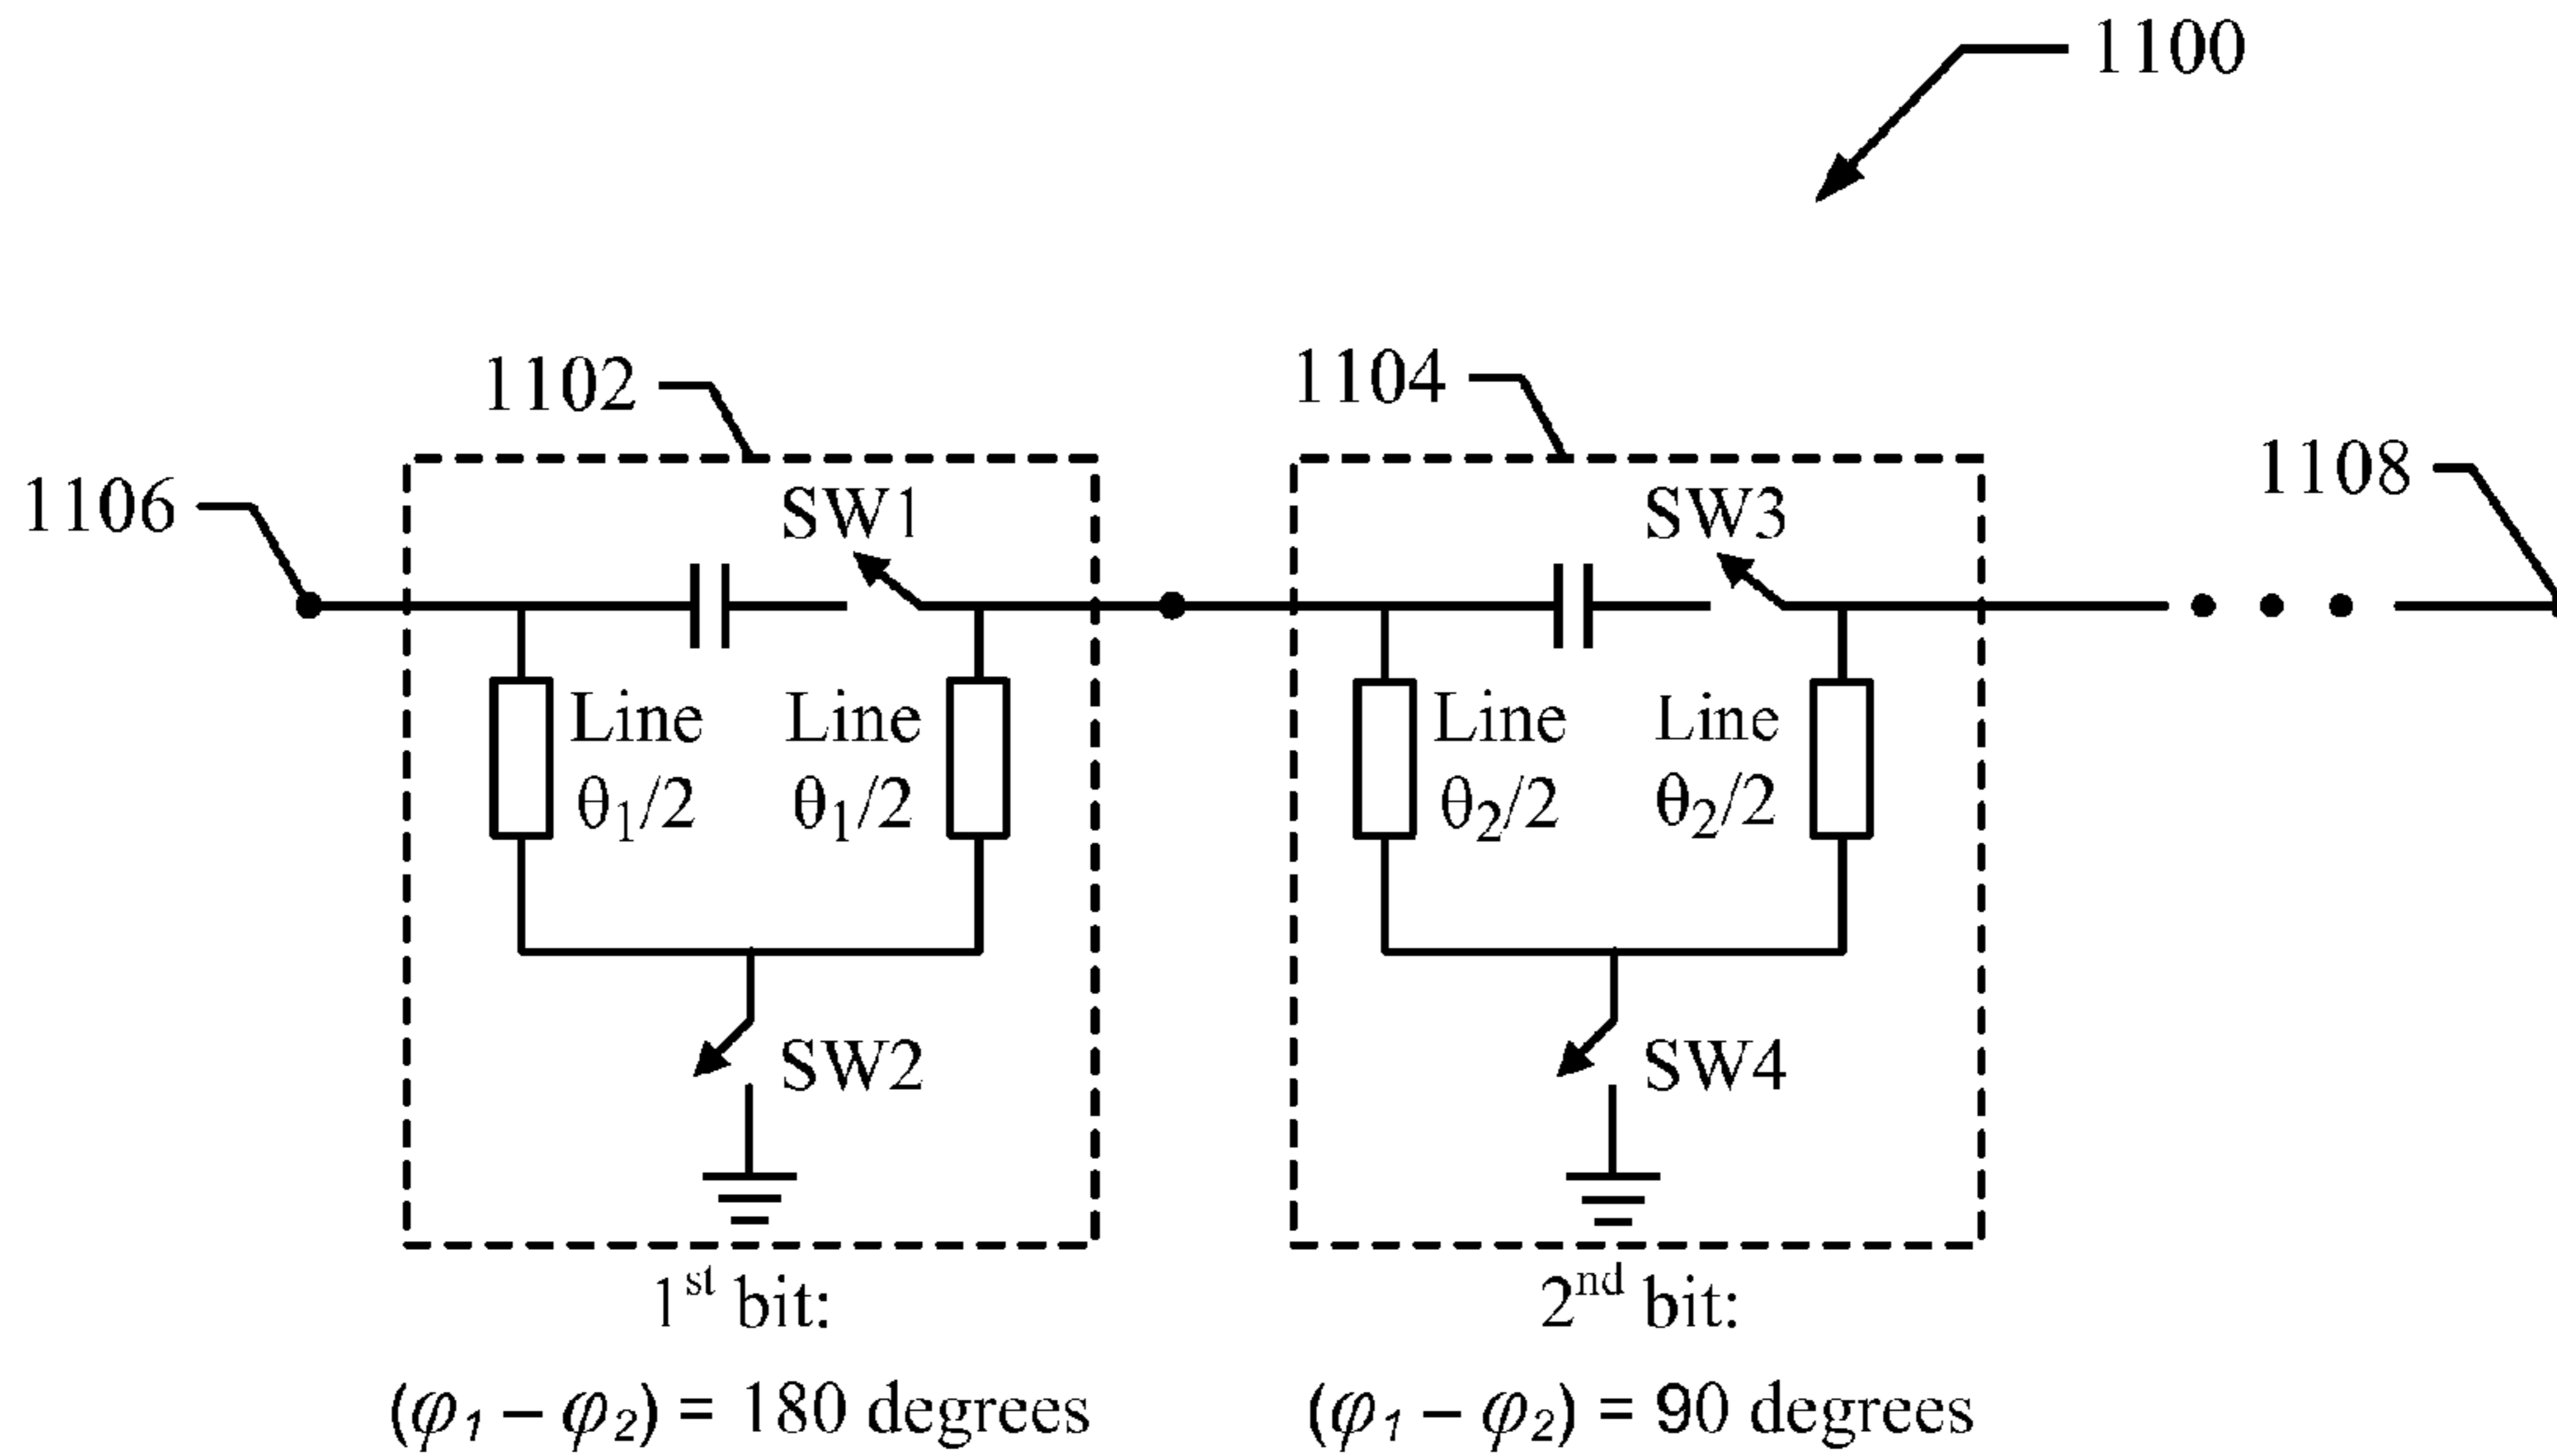 1100
1102
1104
1106
1108
SW1
SW3
Line θ₁/2
Line θ₁/2
Line θ₂/2
Line θ₂/2
SW2
SW4
1st bit:
(φ₁ – φ₂) = 180 degrees
2nd bit:
(φ₁ – φ₂) = 90 degrees